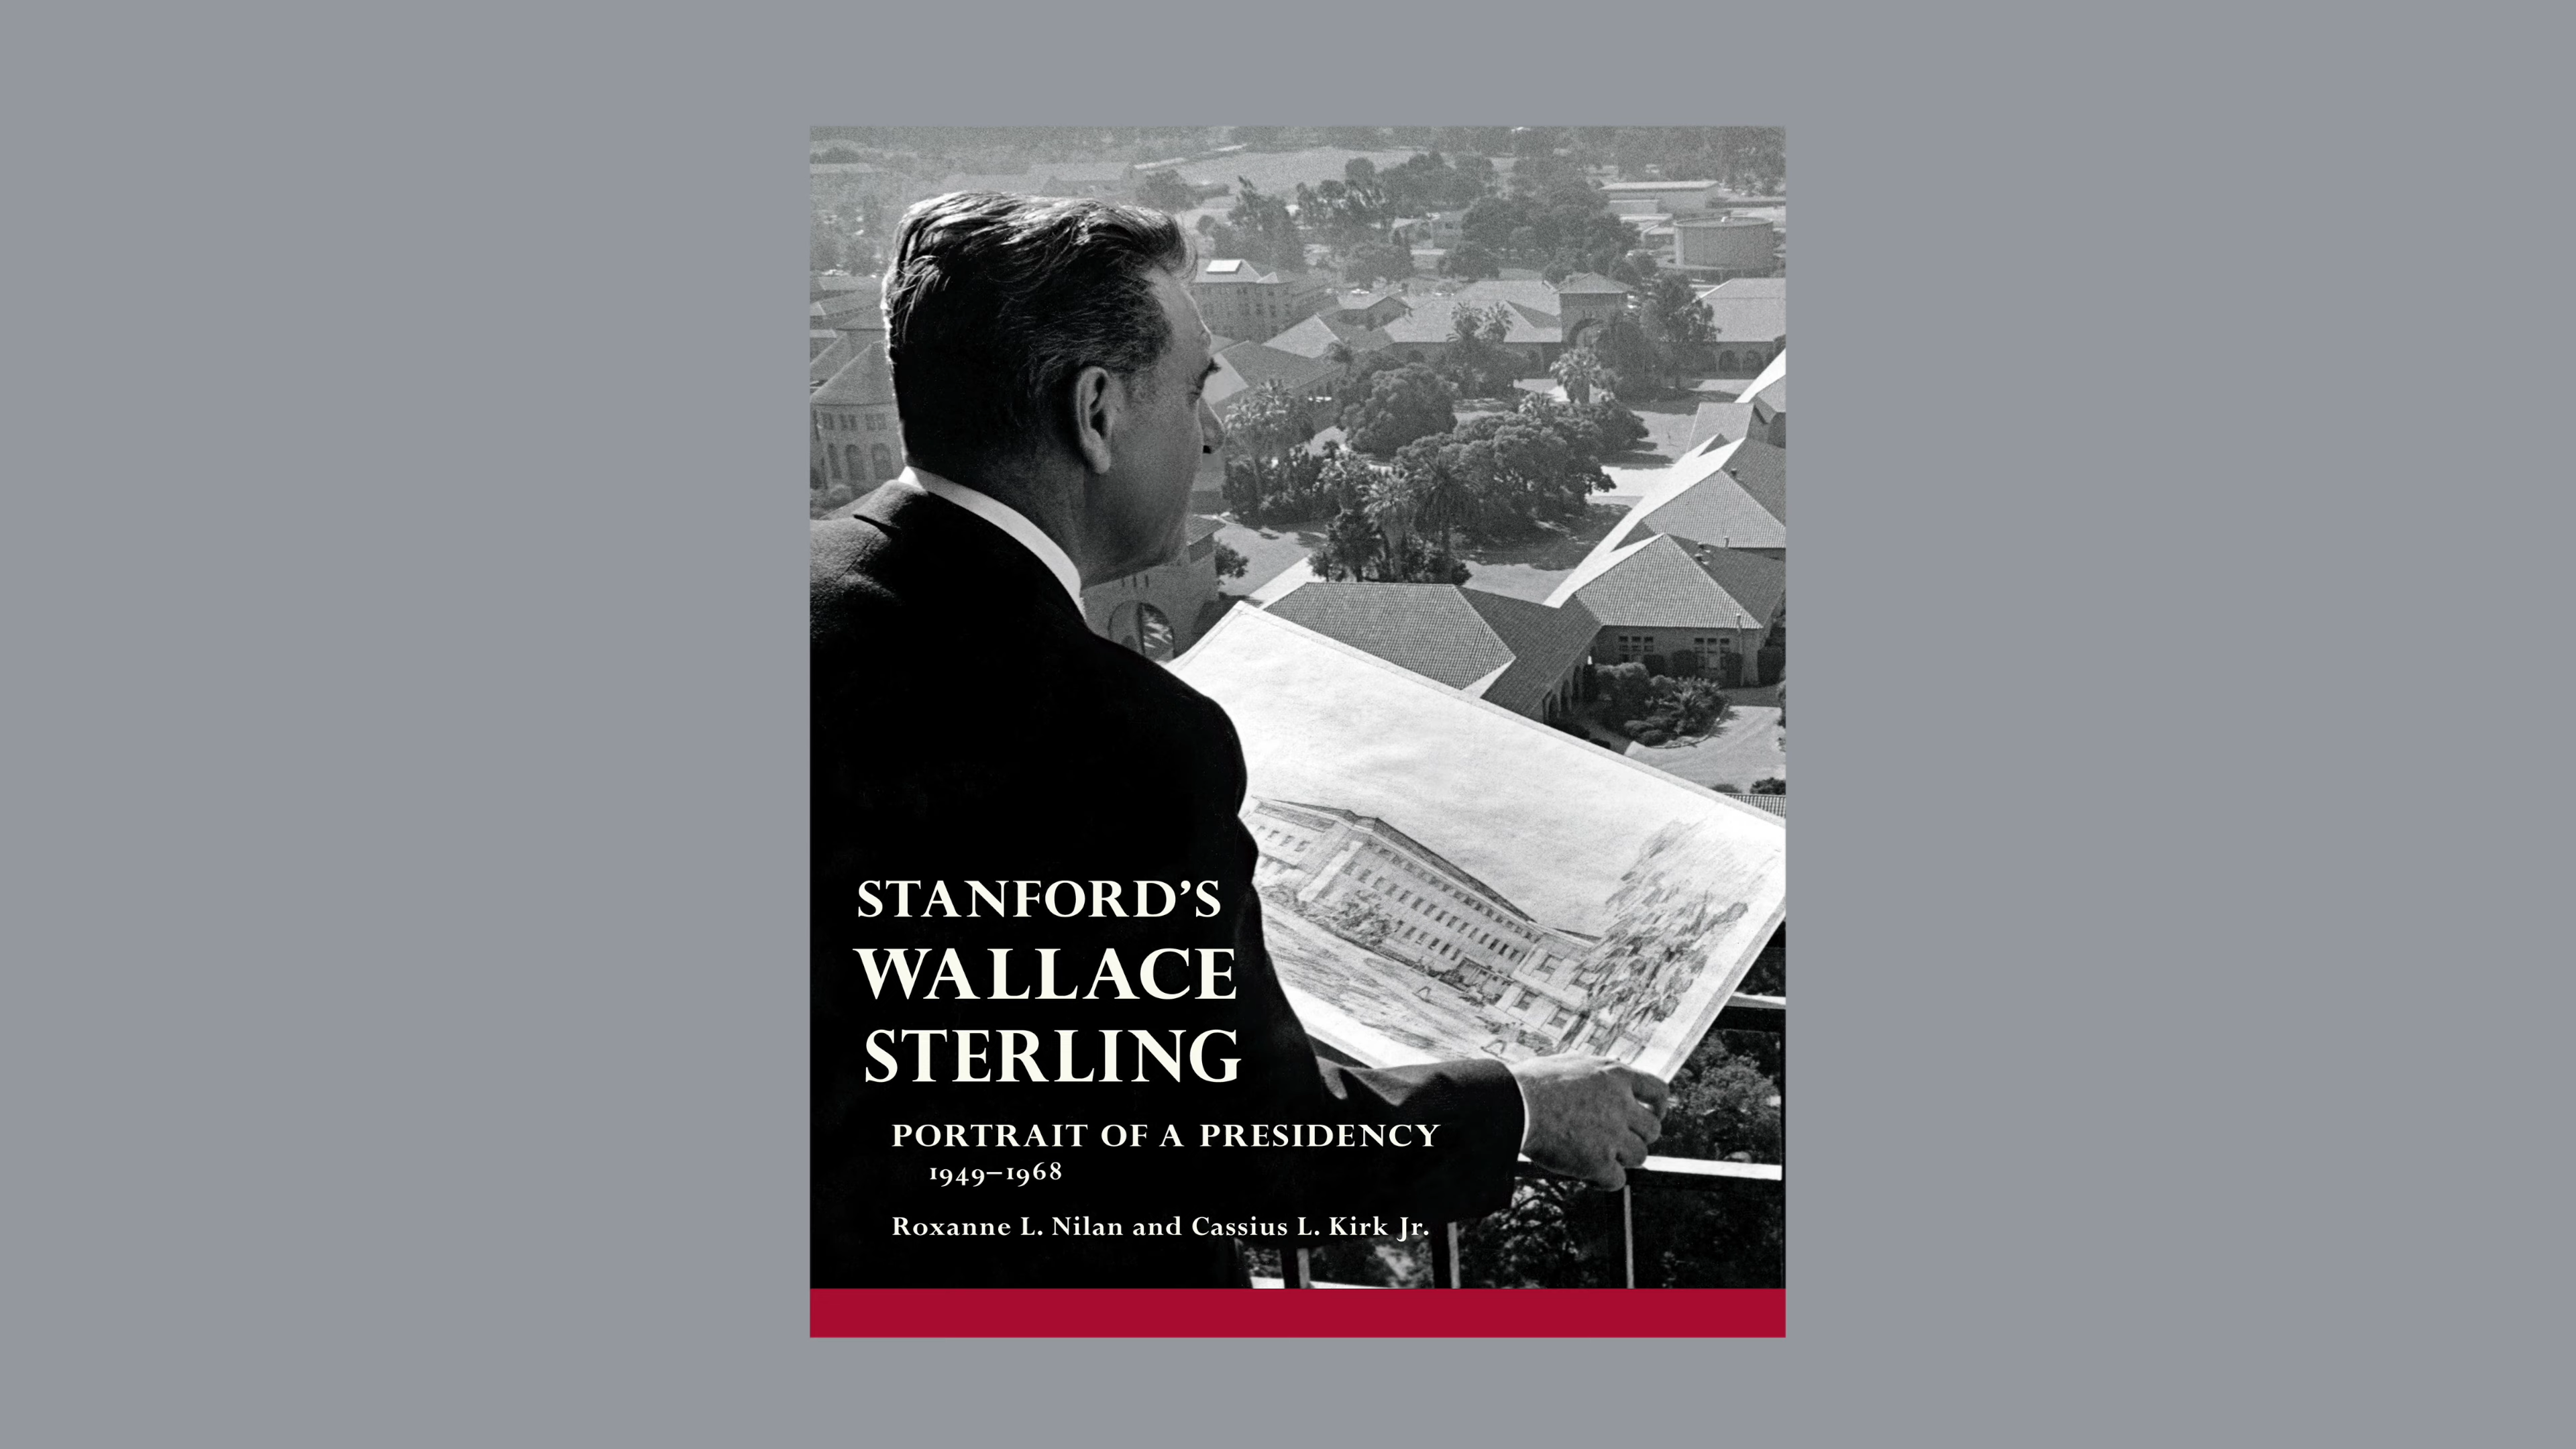 STANFORD’S
WALLACE
STERLING
PORTRAIT OF A PRESIDENCY
1949–1968
Roxanne L. Nilan and Cassius L. Kirk Jr.